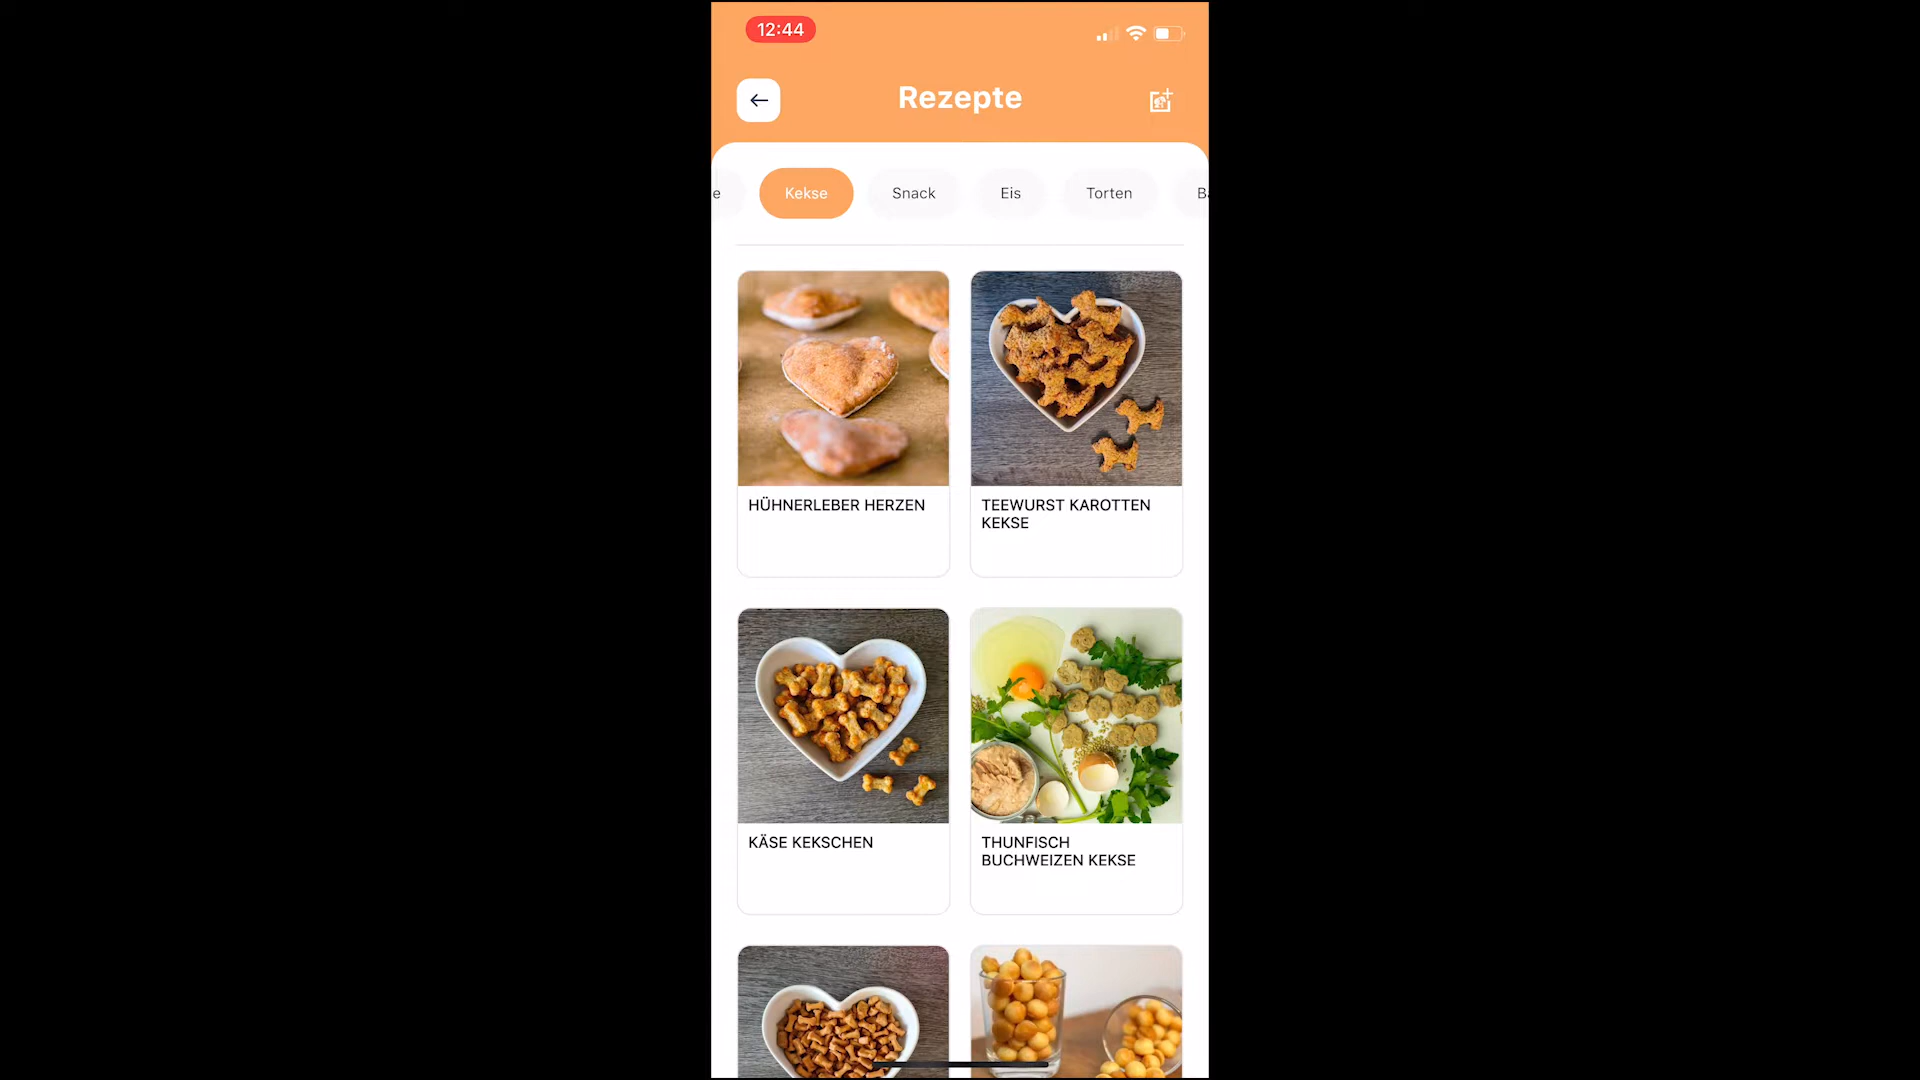 12:44
Rezepte
e
Kekse
Snack
Eis
Torten
HÜHNERLEBER HERZEN
TEEWURST KAROTTEN
KEKSE
KÄSE KEKSCHEN
THUNFISCH
BUCHWEIZEN KEKSE